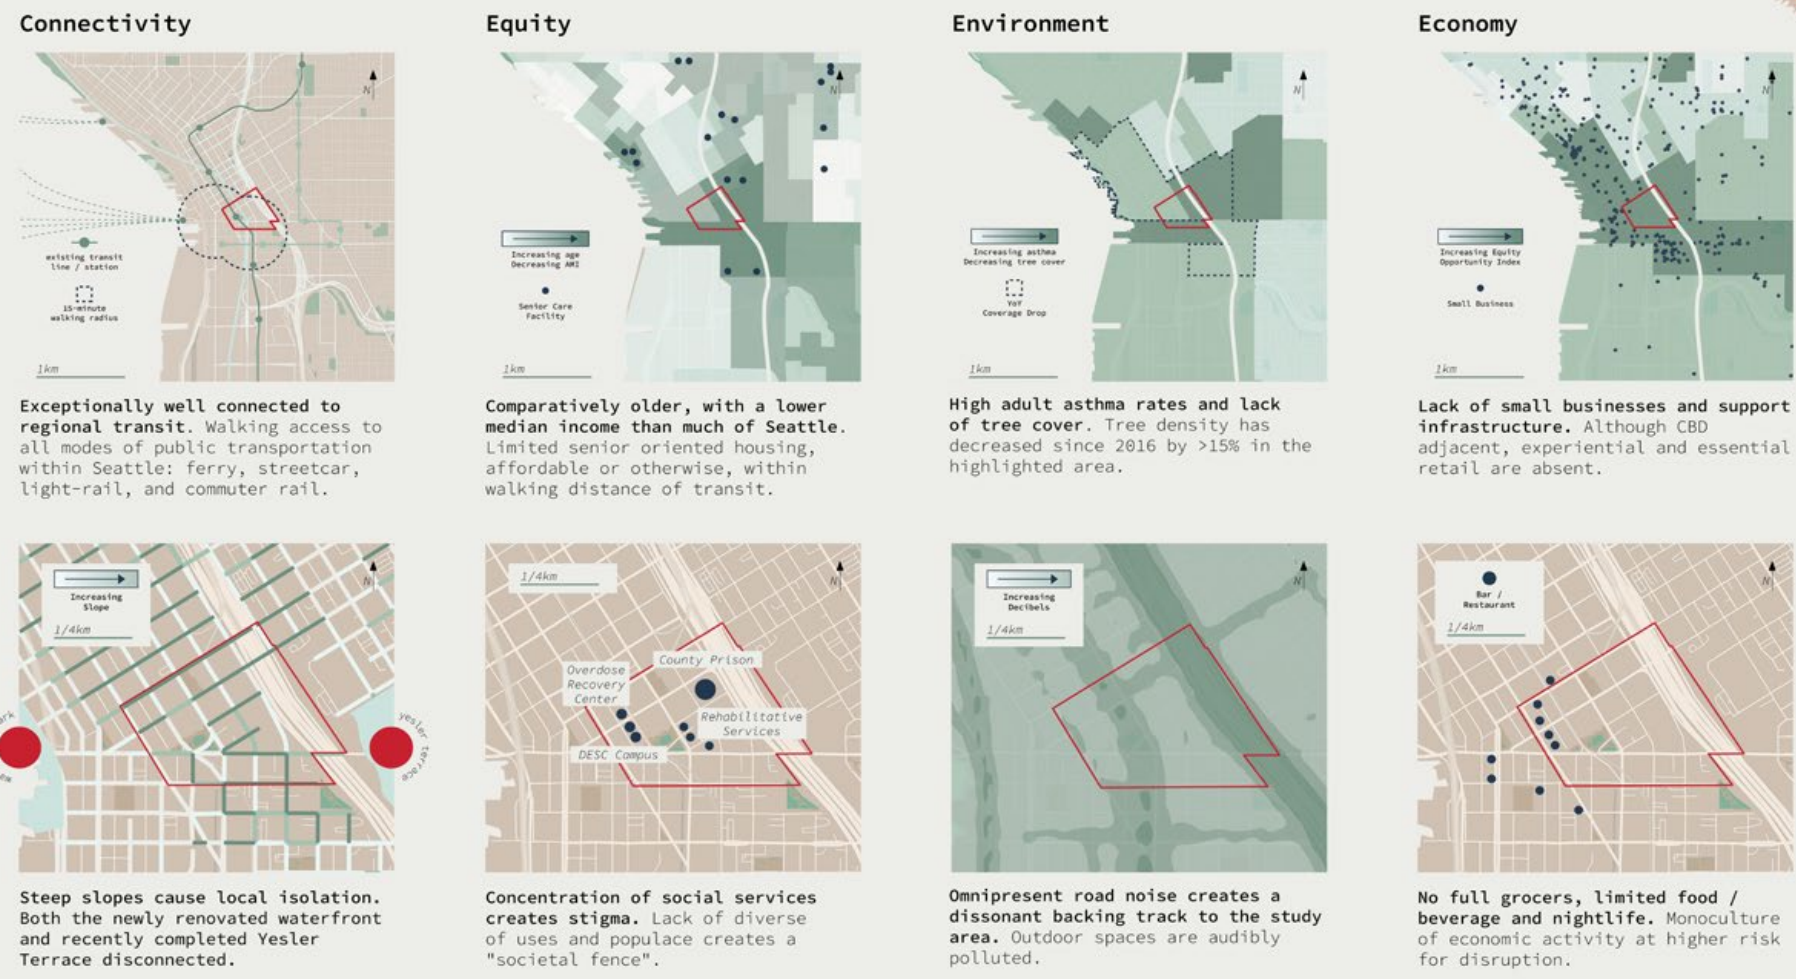 Connectivity
Equity
Environment
Economy
N
existing transit
line / station
15-minute
walking radius
1km
N
Increasing age
Decreasing AMI
Senior Care
Facility
1km
N
Increasing asthma
Decreasing tree cover
YoY
Coverage Drop
1km
N
Increasing Equity
Opportunity Index
Small Business
1km
Exceptionally well connected to
regional transit. Walking access to
all modes of public transportation
within Seattle: ferry, streetcar,
light-rail, and commuter rail.
Comparatively older, with a lower
median income than much of Seattle.
Limited senior oriented housing,
affordable or otherwise, within
walking distance of transit.
High adult asthma rates and lack
of tree cover. Tree density has
decreased since 2016 by >15% in the
highlighted area.
Lack of small businesses and support
infrastructure. Although CBD
adjacent, experiential and essential
retail are absent.
Increasing
Slope
1/4km
N
yesler terrace
1/4km
N
County Prison
Overdose
Recovery
Center
Rehabilitative
Services
DESC Campus
Increasing
Decibels
1/4km
N
Bar /
Restaurant
1/4km
N
Steep slopes cause local isolation.
Both the newly renovated waterfront
and recently completed Yesler
Terrace disconnected.
Concentration of social services
creates stigma. Lack of diverse
of uses and populace creates a
"societal fence".
Omnipresent road noise creates a
dissonant backing track to the study
area. Outdoor spaces are audibly
polluted.
No full grocers, limited food /
beverage and nightlife. Monoculture
of economic activity at higher risk
for disruption.